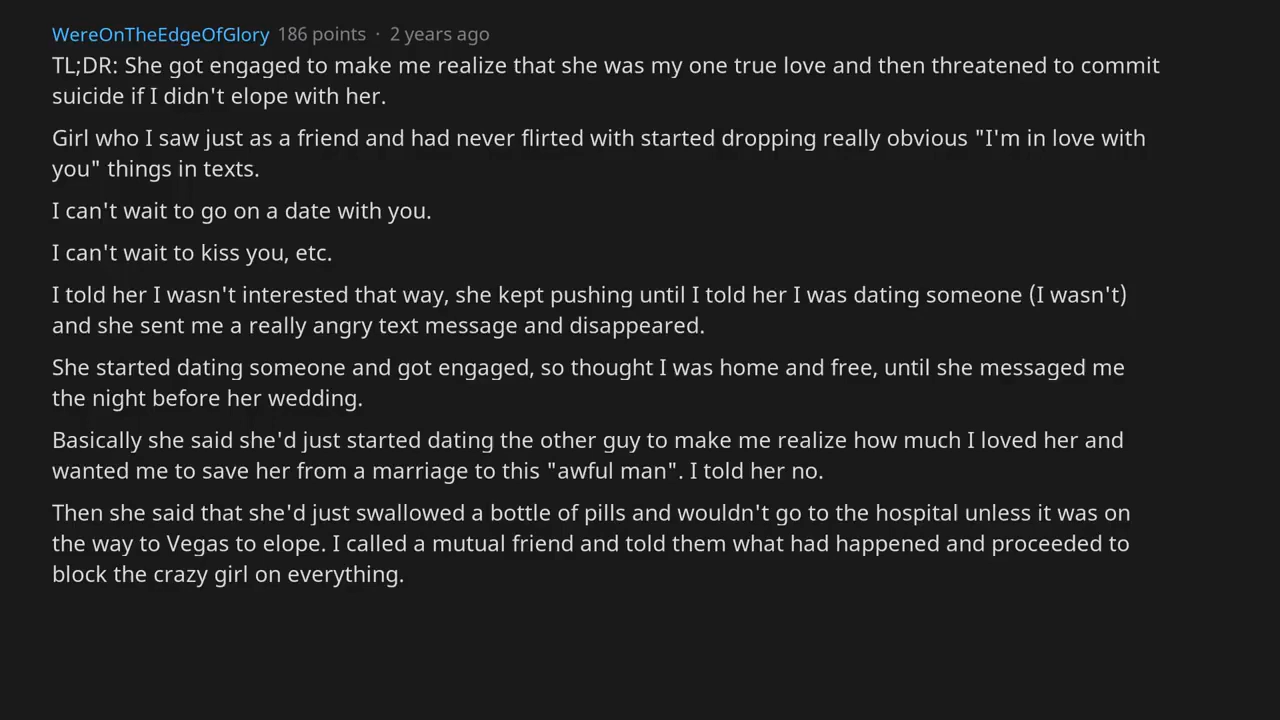 WereOnTheEdgeOfGlory 186 points · 2 years ago
TL;DR: She got engaged to make me realize that she was my one true love and then threatened to commit
suicide if I didn't elope with her.
Girl who I saw just as a friend and had never flirted with started dropping really obvious "I'm in love with
you" things in texts.
I can't wait to go on a date with you.
I can't wait to kiss you, etc.
I told her I wasn't interested that way, she kept pushing until I told her I was dating someone (I wasn't)
and she sent me a really angry text message and disappeared.
She started dating someone and got engaged, so thought I was home and free, until she messaged me
the night before her wedding.
Basically she said she'd just started dating the other guy to make me realize how much I loved her and
wanted me to save her from a marriage to this "awful man". I told her no.
Then she said that she'd just swallowed a bottle of pills and wouldn't go to the hospital unless it was on
the way to Vegas to elope. I called a mutual friend and told them what had happened and proceeded to
block the crazy girl on everything.